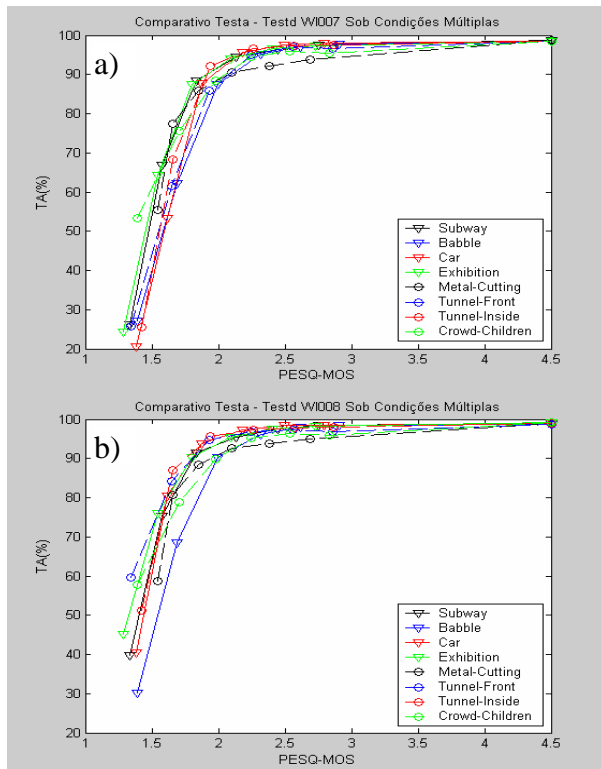 Comparativo Testa - Testd WI007 Sob Condições Múltiplas
a)
100
90
80
70
60
50
40
30
20
TA(%)
Subway
Babble
Car
Exhibition
Metal-Cutting
Tunnel-Front
Tunnel-Inside
Crowd-Children
1 1.5 2 2.5 3 3.5 4 4.5
PESQ-MOS
Comparativo Testa - Testd WI008 Sob Condições Múltiplas
b)
100
90
80
70
60
50
40
30
20
TA(%)
Subway
Babble
Car
Exhibition
Metal-Cutting
Tunnel-Front
Tunnel-Inside
Crowd-Children
1 1.5 2 2.5 3 3.5 4 4.5
PESQ-MOS